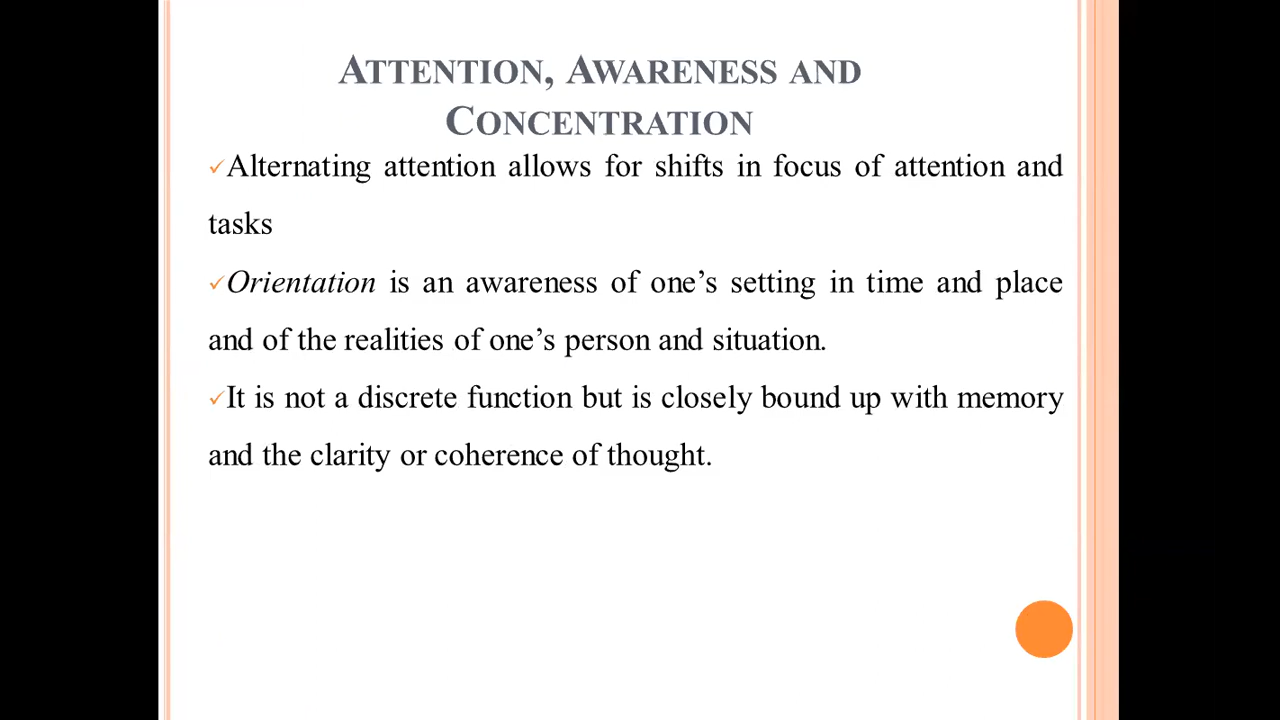 ATTENTION, AWARENESS AND
CONCENTRATION
✓Alternating attention allows for shifts in focus of attention and
tasks
✓Orientation is an awareness of one’s setting in time and place
and of the realities of one’s person and situation.
✓It is not a discrete function but is closely bound up with memory
and the clarity or coherence of thought.